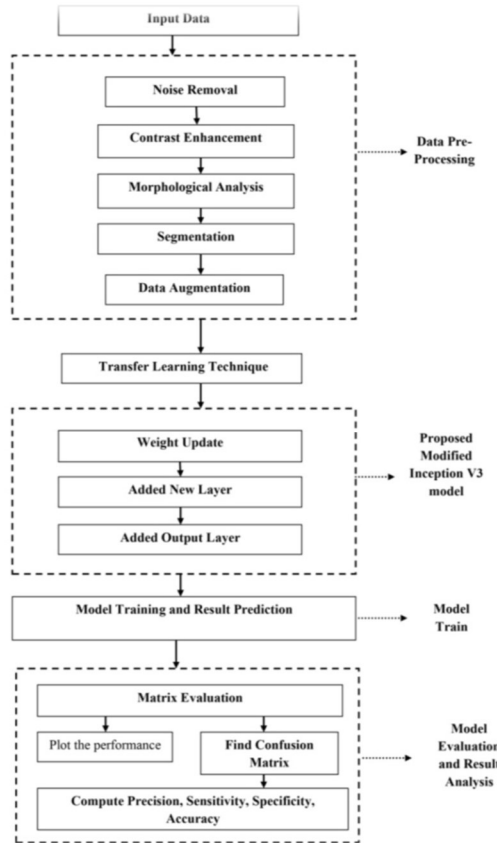 Input Data
Noise Removal
Contrast Enhancement
Data Pre-
Processing
Morphological Analysis
Segmentation
Data Augmentation
Transfer Learning Technique
Weight Update
Added New Layer
Added Output Layer
Proposed
Modified
Inception V3
model
Model Training and Result Prediction
Model
Train
Matrix Evaluation
Plot the performance
Find Confusion
Matrix
Compute Precision, Sensitivity, Specificity,
Accuracy
Model
Evaluation
and Result
Analysis